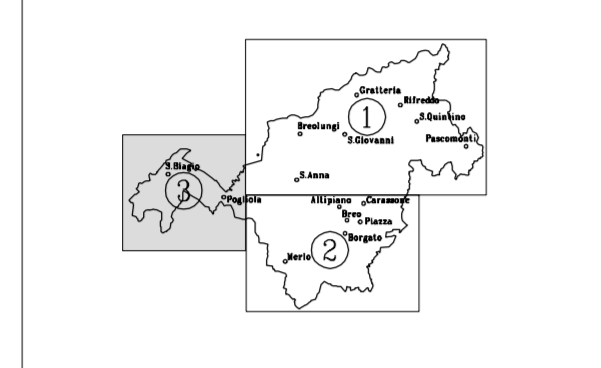 Gratteria
Rifreddo
1
S.Quintino
Breolungi
S.Giovanni
Pascomonti
S.Biagio
S.Anna
3
Pogliola
Altipiano
Carassone
Breo
Piazza
Borgato
2
Merlo